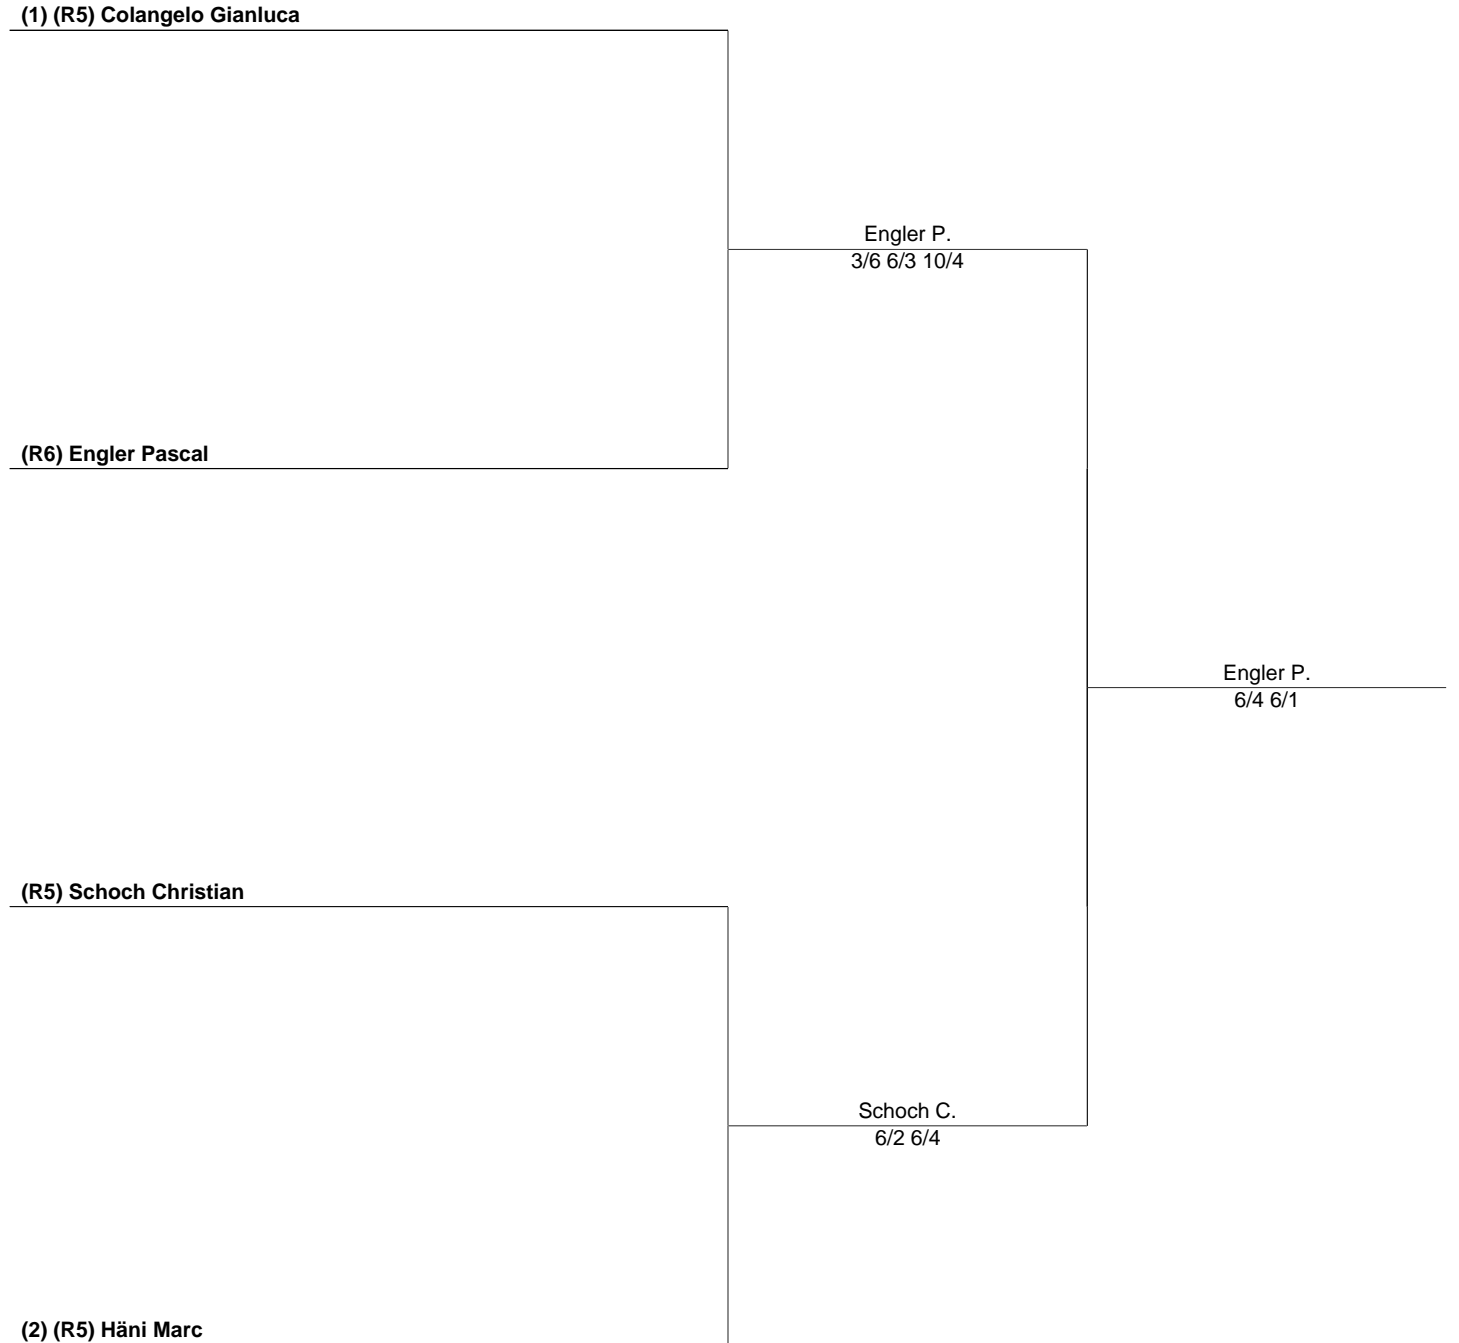 (1) (R5) Colangelo Gianluca
Engler P.
3/6 6/3 10/4
(R6) Engler Pascal
Engler P.
6/4 6/1
(R5) Schoch Christian
Schoch C.
6/2 6/4
(2) (R5) Häni Marc